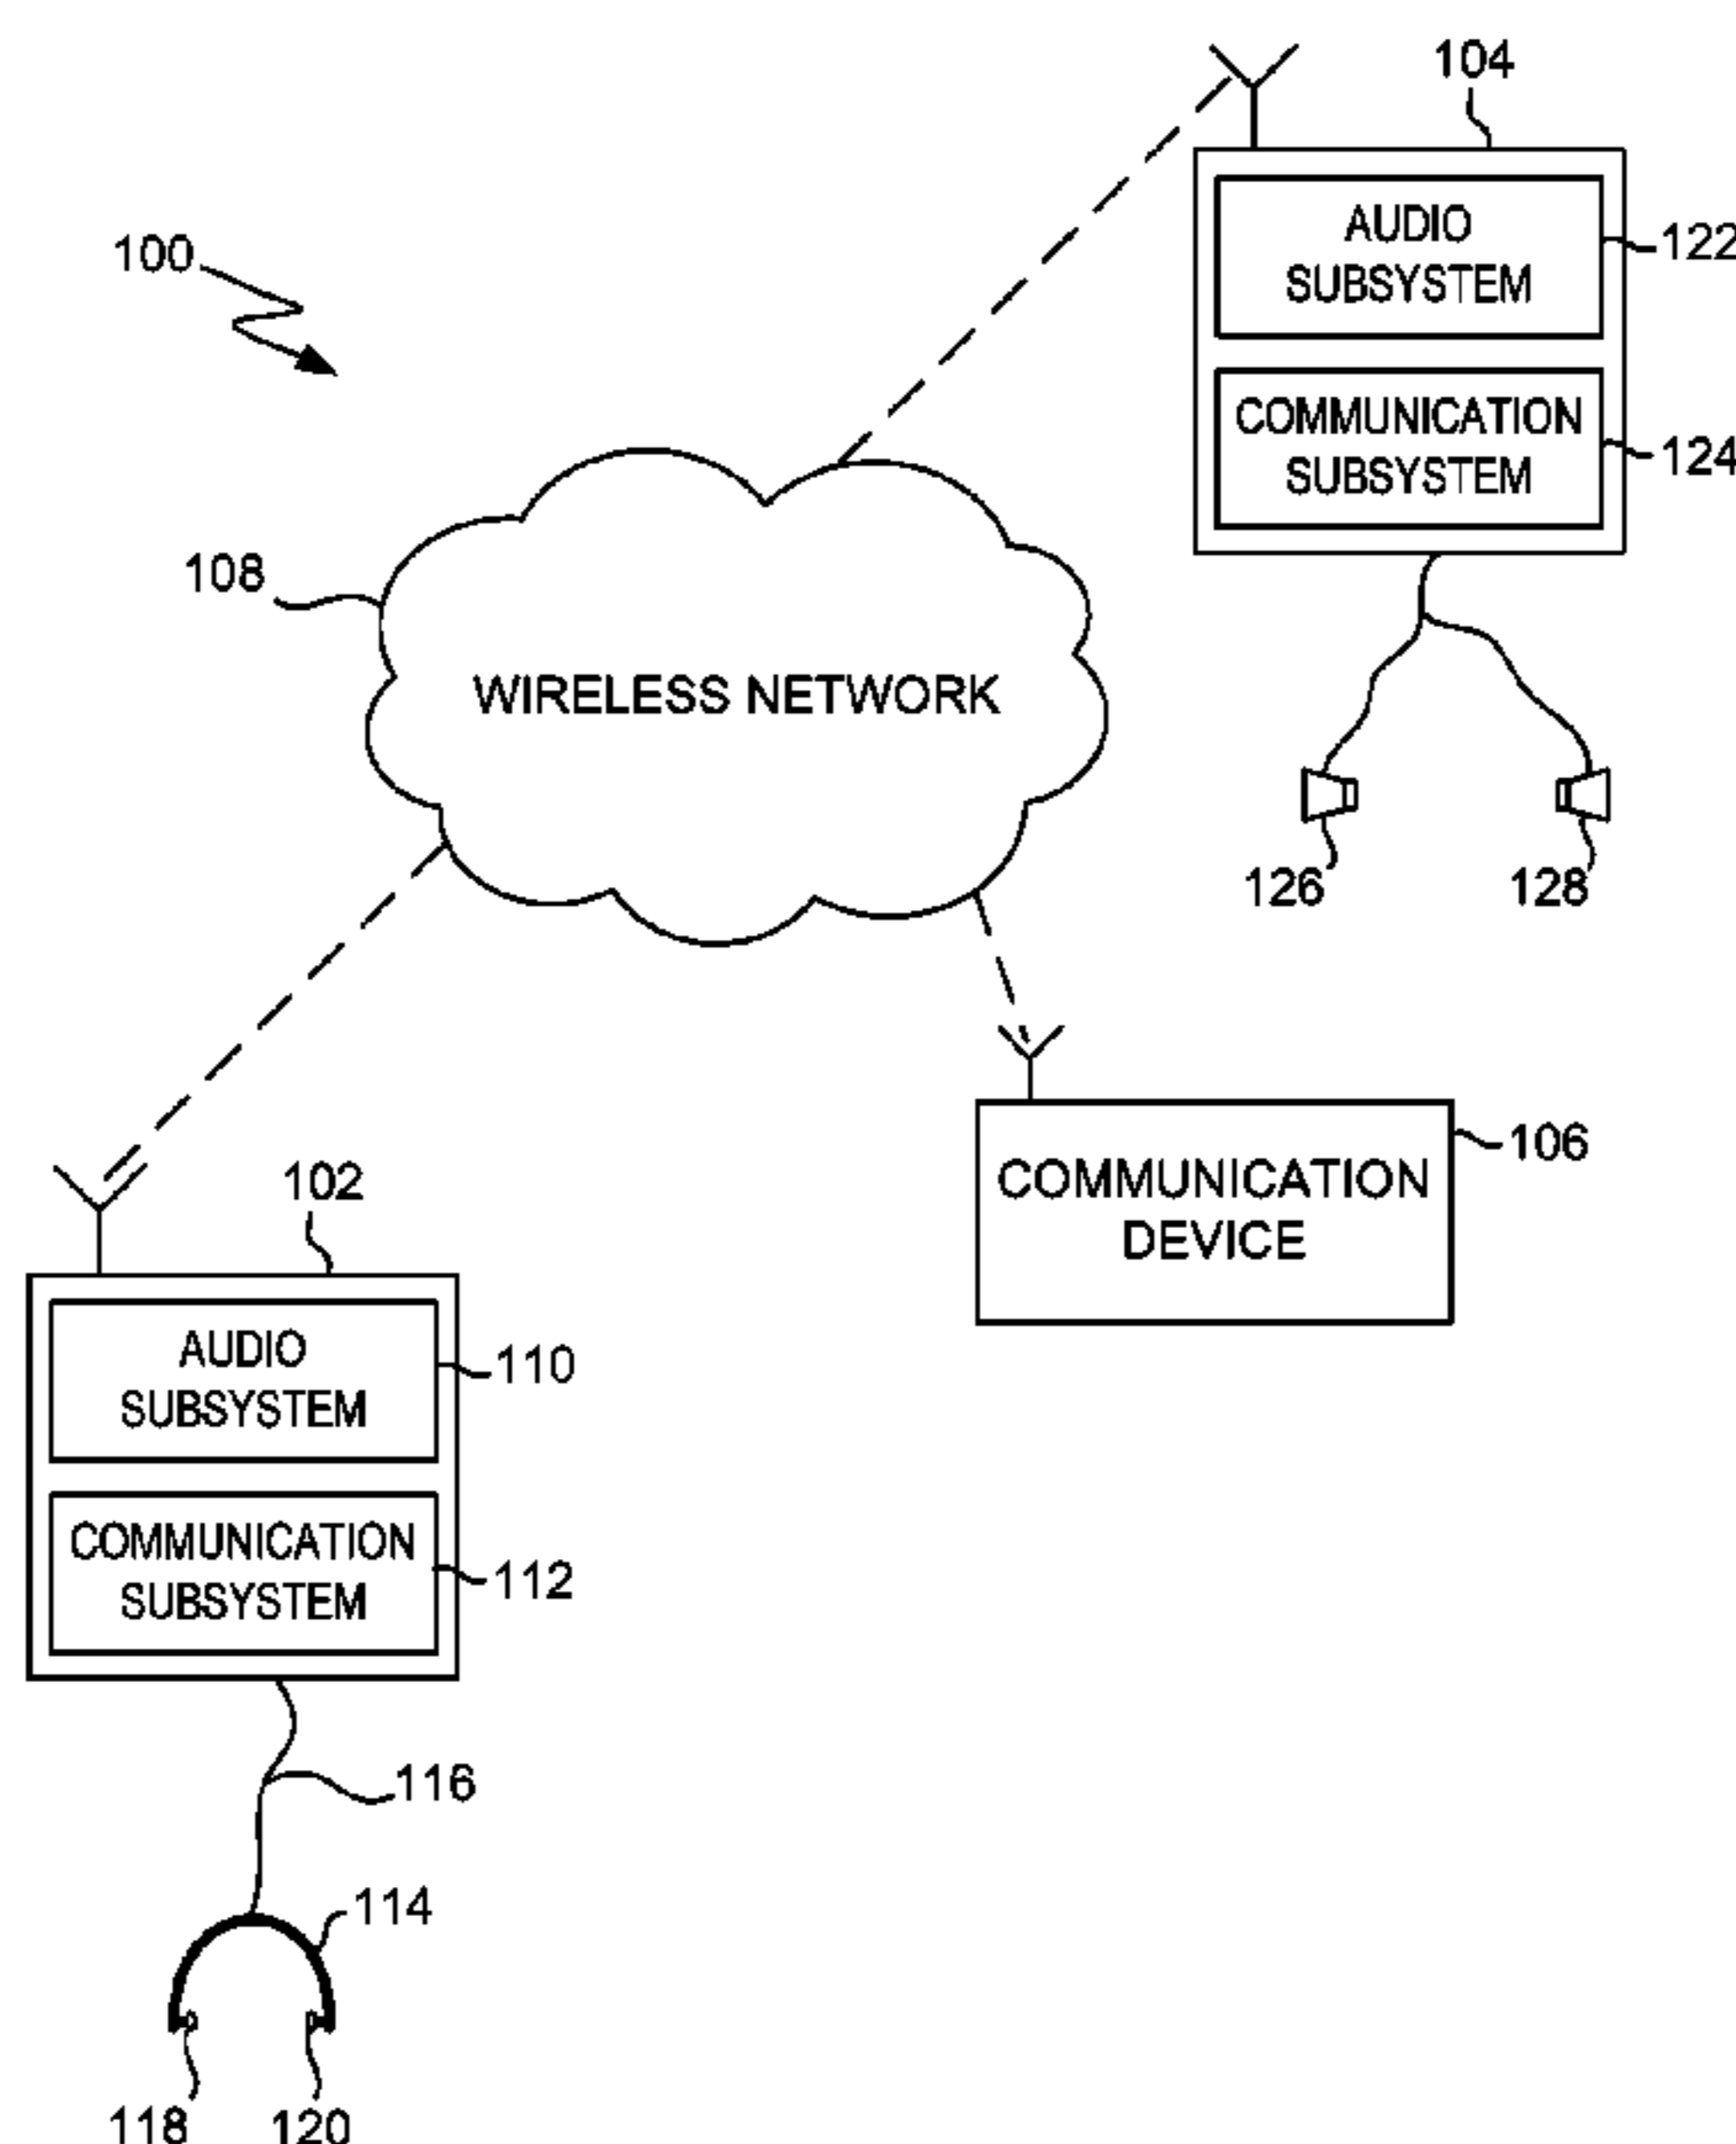 104
AUDIO
SUBSYSTEM
122
100
COMMUNICATION
SUBSYSTEM
124
108
WIRELESS NETWORK
126
128
106
COMMUNICATION
DEVICE
102
AUDIO
SUBSYSTEM
110
COMMUNICATION
SUBSYSTEM
112
116
114
118
120